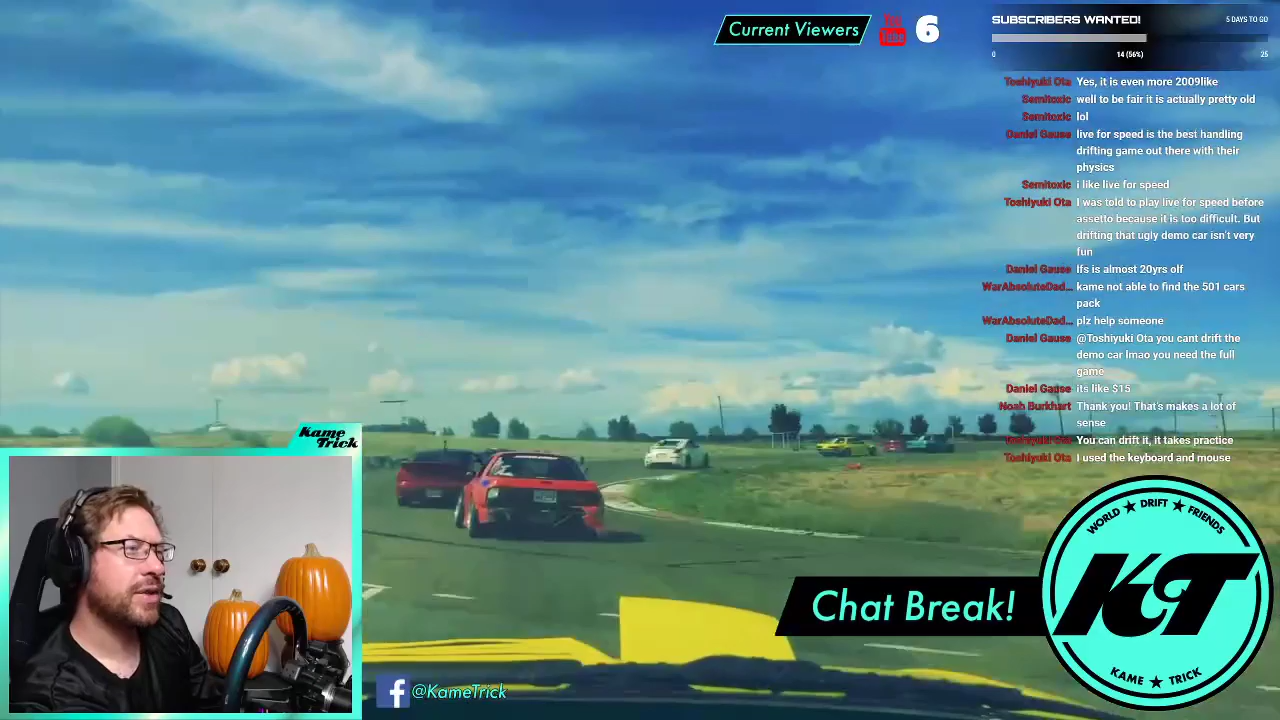 Current Viewers
You
Tube
6
SUBSCRIBERS WANTED!
5 DAYS TO GO
0
14 (56%)
25
Toshiyuki Ota Yes, it is even more 2009like
Semitoxic well to be fair it is actually pretty old
Semitoxic lol
Daniel Gause live for speed is the best handling
drifting game out there with their
physics
Semitoxic i like live for speed
Toshiyuki Ota I was told to play live for speed before
assetto because it is too difficult. But
drifting that ugly demo car isn't very
fun
Daniel Gause lfs is almost 20yrs olf
WarAbsoluteDad... kame not able to find the 501 cars
pack
WarAbsoluteDad... plz help someone
Daniel Gause @Toshiyuki Ota you cant drift the
demo car lmao you need the full
game
Daniel Gause its like $15
Noah Burkhart Thank you! That's makes a lot of
sense
Toshiyuki Ota You can drift it, it takes practice
Toshiyuki Ota I used the keyboard and mouse
Kame
Trick
WORLD ★ DRIFT ★ FRIENDS
KT
KAME ★ TRICK
Chat Break!
f @KameTrick